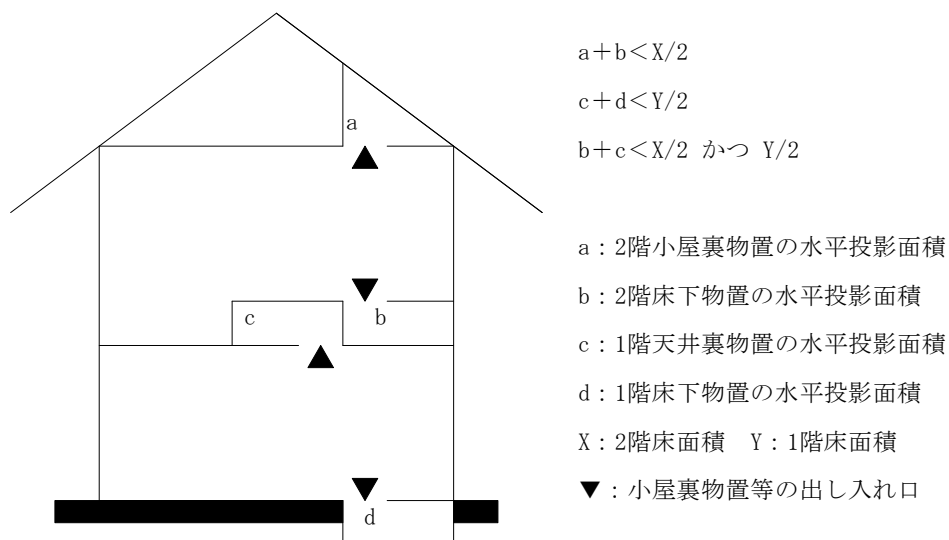 a+b<X/2
c+d<Y/2
b+c<X/2 かつ Y/2
a:2階小屋裏物置の水平投影面積
b:2階床下物置の水平投影面積
c:1階天井裏物置の水平投影面積
d:1階床下物置の水平投影面積
X:2階床面積 Y:1階床面積
▼:小屋裏物置等の出し入れ口
a
c
b
d